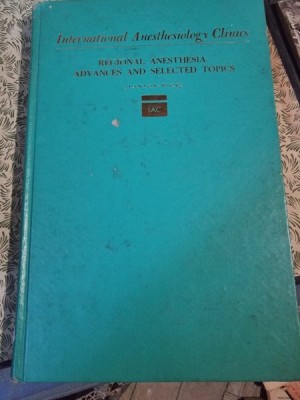 International Anesthesiology Clinics
REGIONAL ANESTHESIA
ADVANCES AND SELECTED TOPICS
IAC